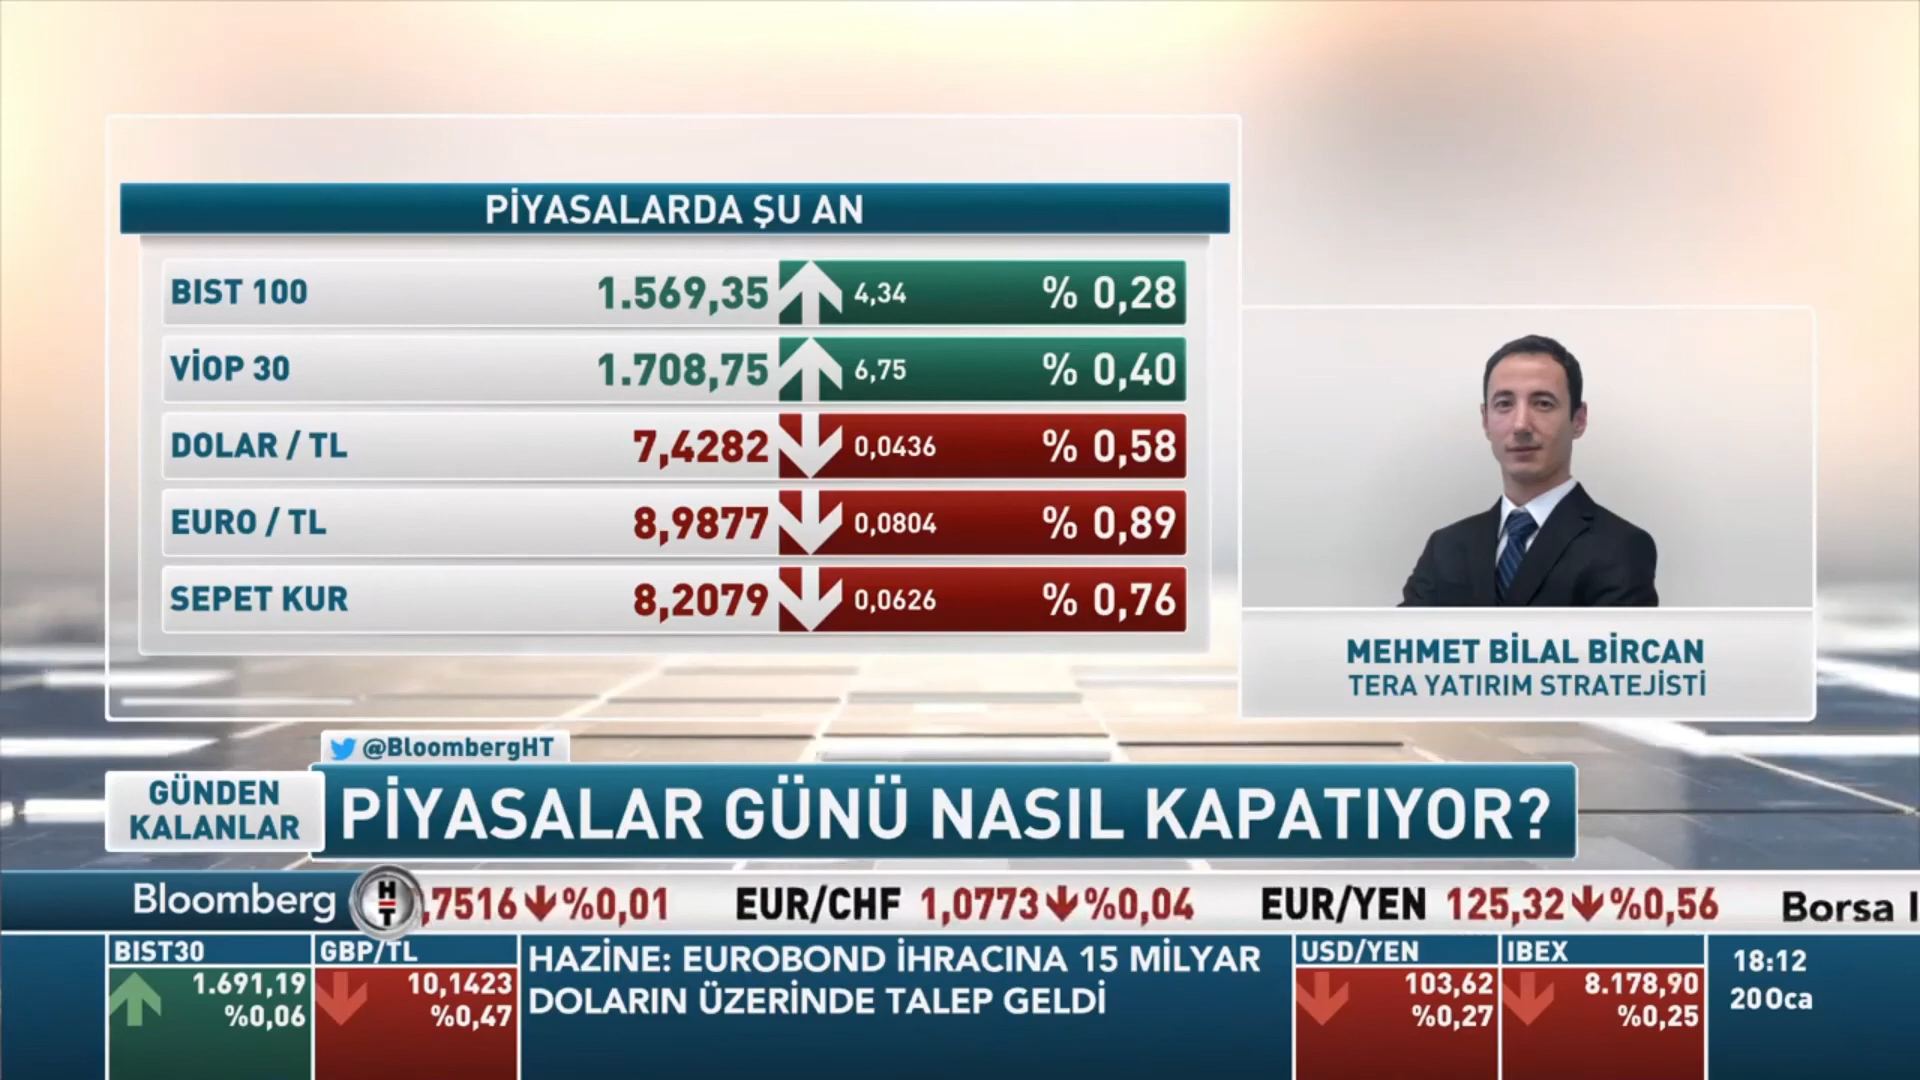 PİYASALARDA ŞU AN
BIST 100 1.569,35 4,34 % 0,28
VİOP 30 1.708,75 6,75 % 0,40
DOLAR / TL 7,4282 0,0436 % 0,58
EURO / TL 8,9877 0,0804 % 0,89
SEPET KUR 8,2079 0,0626 % 0,76
MEHMET BİLAL BİRCAN
TERA YATIRIM STRATEJİSTİ
@BloombergHT
GÜNDEN
KALANLAR
PİYASALAR GÜNÜ NASIL KAPATIYOR?
Bloomberg HT ,7516 %0,01 EUR/CHF 1,0773 %0,04 EUR/YEN 125,32 %0,56 Borsa I
BIST30
1.691,19
%0,06
GBP/TL
10,1423
%0,47
HAZİNE: EUROBOND İHRACINA 15 MİLYAR
DOLARIN ÜZERİNDE TALEP GELDİ
USD/YEN
103,62
%0,27
IBEX
8.178,90
%0,25
18:12
20 Oca